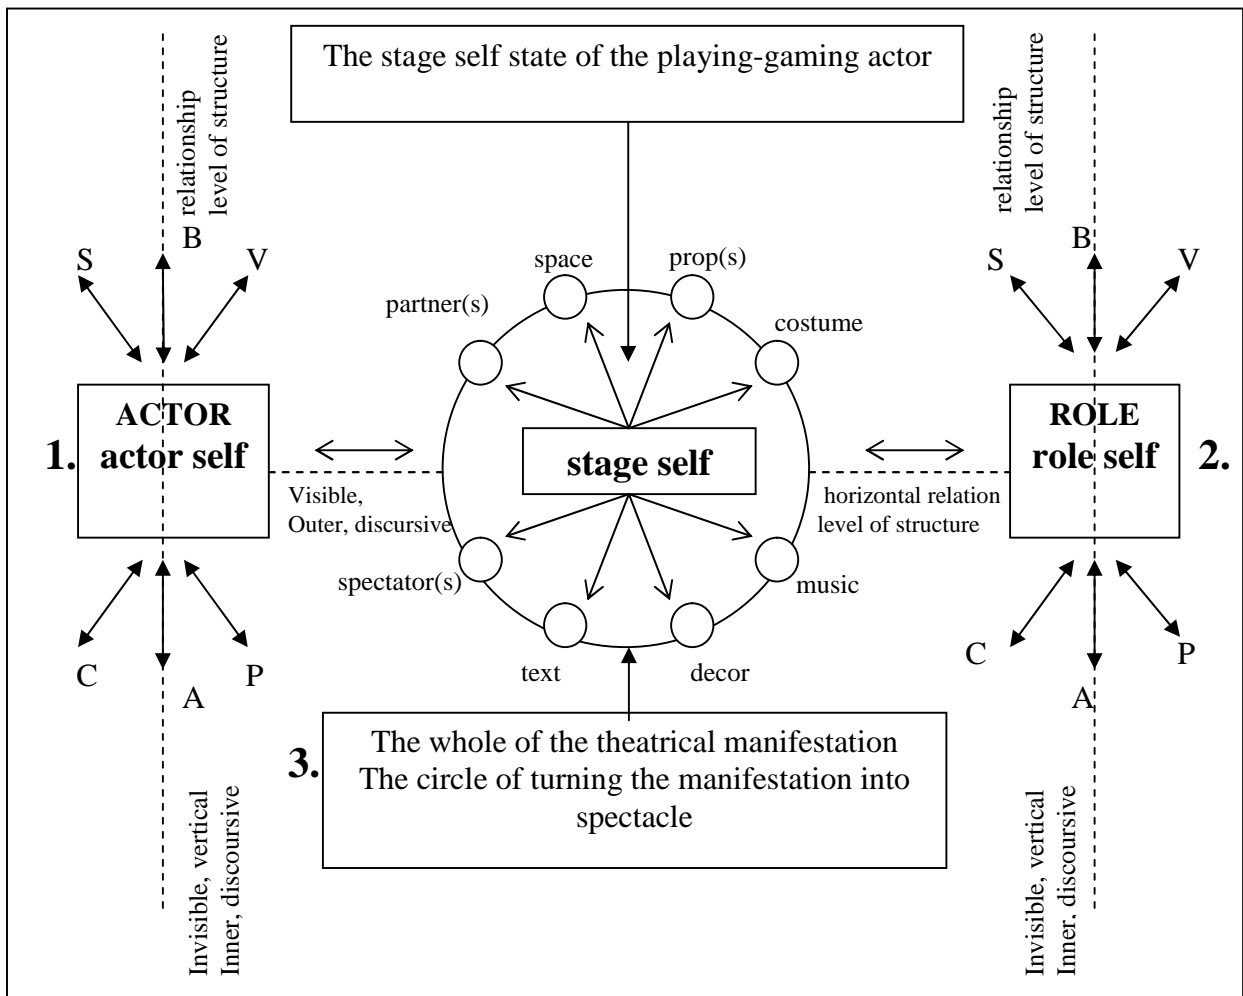 The stage self state of the playing-gaming actor
relationship
level of structure
relationship
level of structure
S
B
V
S
B
V
space
prop(s)
partner(s)
costume
1.
ACTOR
actor self
stage self
ROLE
role self
2.
Visible,
Outer, discursive
horizontal relation
level of structure
spectator(s)
music
text
decor
C
A
P
C
A
P
3.
The whole of the theatrical manifestation
The circle of turning the manifestation into
spectacle
Invisible, vertical
Inner, discoursive
Invisible, vertical
Inner. discoursive